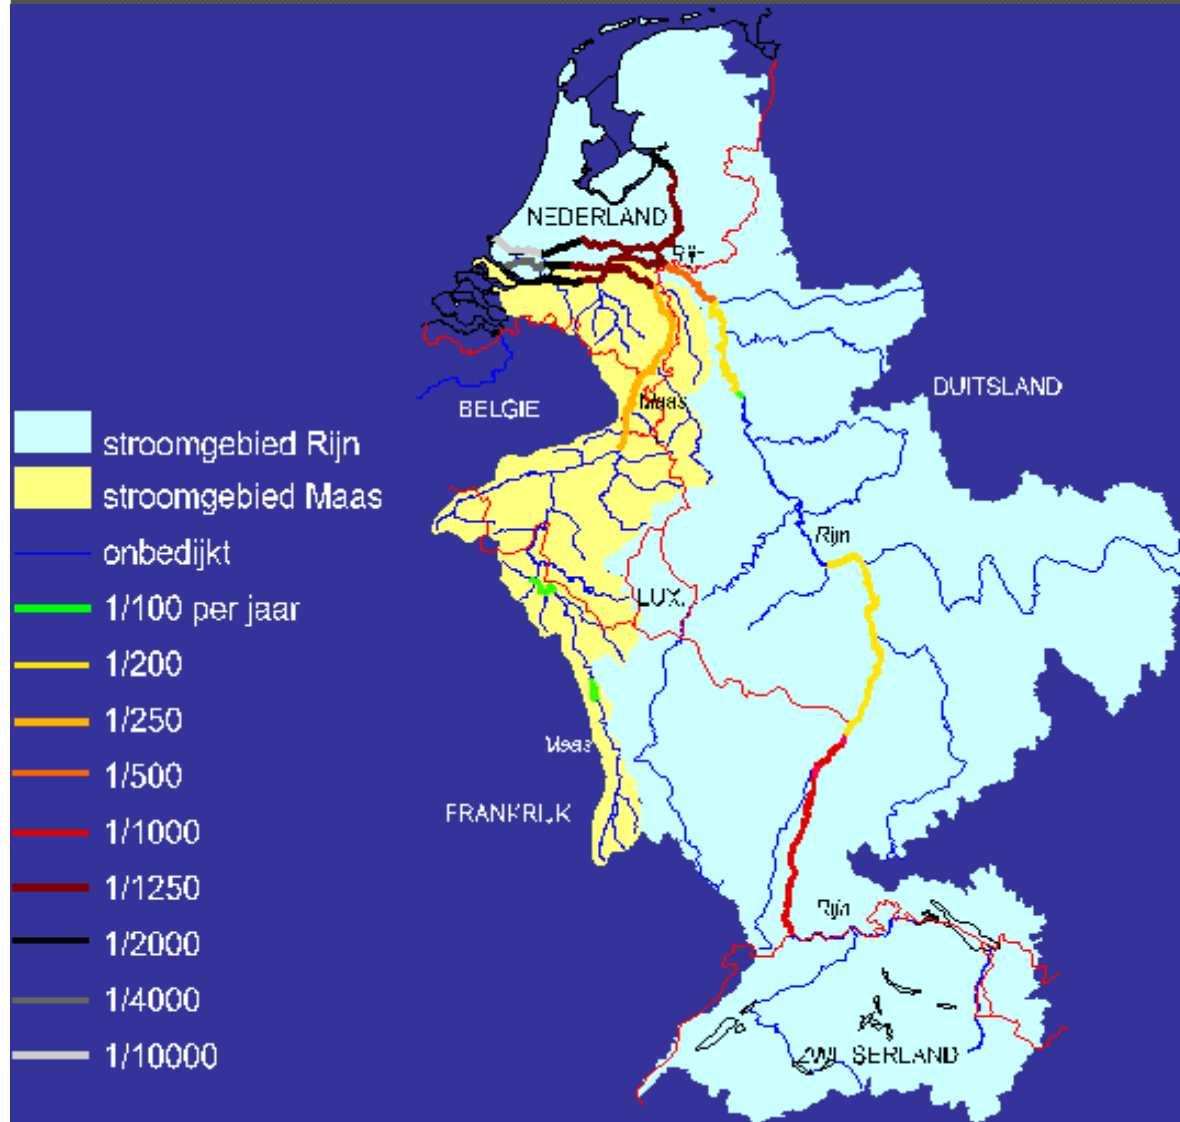 NEDERLAND
BELGIE
Maas
DUITSLAND
stroomgebied Rijn
stroomgebied Maas
onbedijkt
Rijn
1/100 per jaar
LUX.
1/200
1/250
Maas
1/500
FRANKRIJK
1/1000
1/1250
Rijn
1/2000
1/4000
1/10000